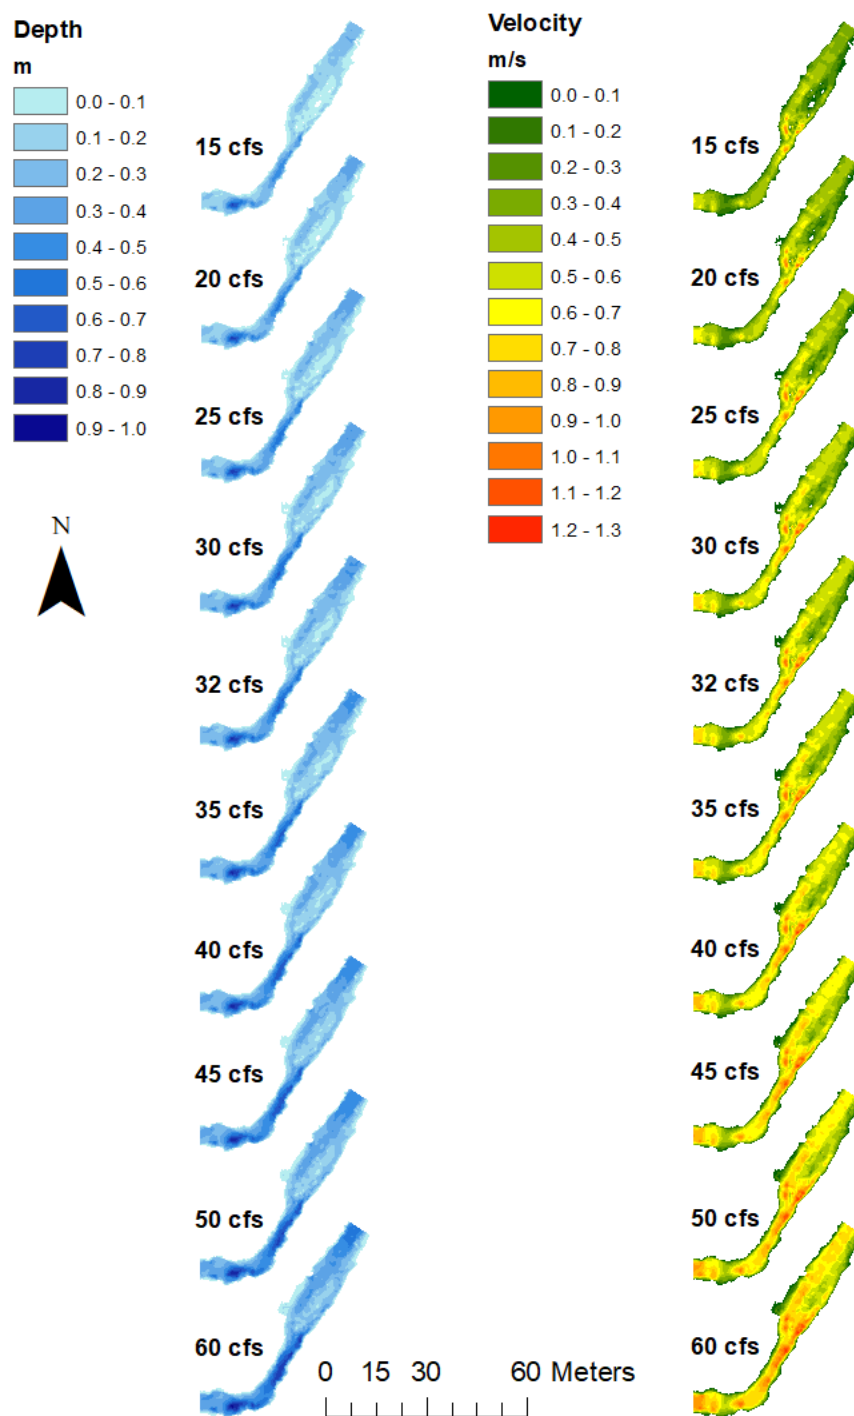 Depth
m
0.0 - 0.1
0.1 - 0.2
0.2 - 0.3
0.3 - 0.4
0.4 - 0.5
0.5 - 0.6
0.6 - 0.7
0.7 - 0.8
0.8 - 0.9
0.9 - 1.0
N
15 cfs
20 cfs
25 cfs
30 cfs
32 cfs
35 cfs
40 cfs
45 cfs
50 cfs
60 cfs
Velocity
m/s
0.0 - 0.1
0.1 - 0.2
0.2 - 0.3
0.3 - 0.4
0.4 - 0.5
0.5 - 0.6
0.6 - 0.7
0.7 - 0.8
0.8 - 0.9
0.9 - 1.0
1.0 - 1.1
1.1 - 1.2
1.2 - 1.3
15 cfs
20 cfs
25 cfs
30 cfs
32 cfs
35 cfs
40 cfs
45 cfs
50 cfs
60 cfs
0 15 30 60 Meters